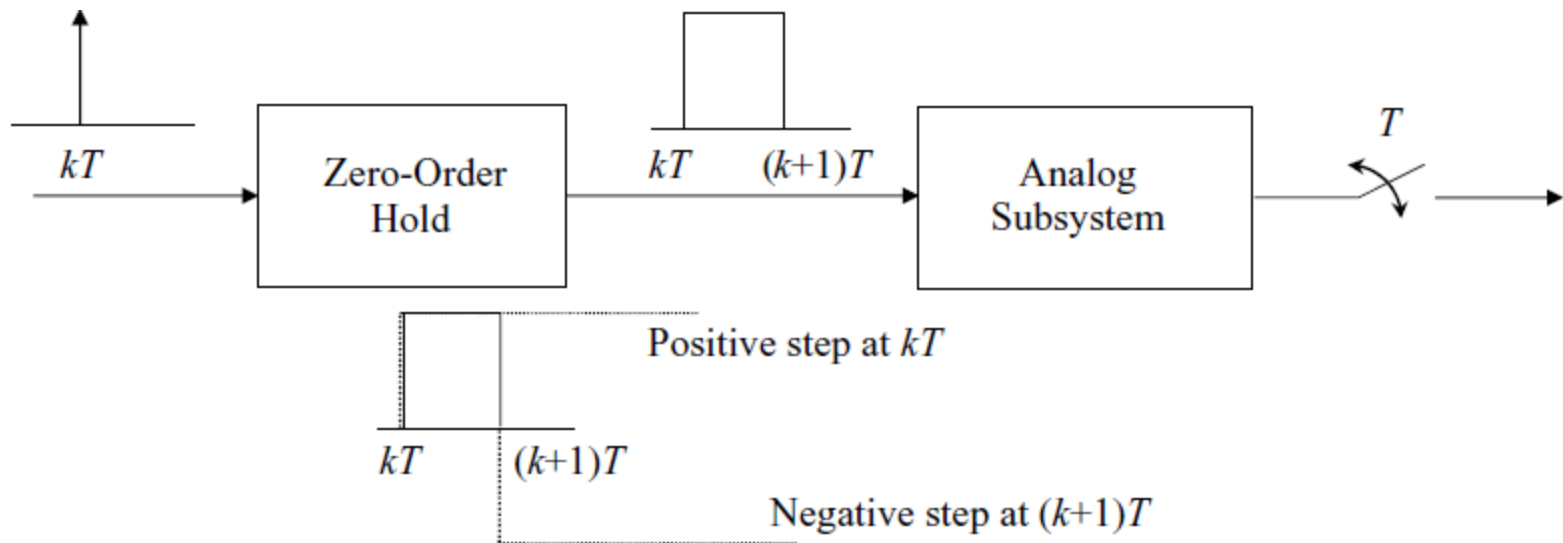 T
kT
kT
(k+1)T
Zero-Order
Hold
Analog
Subsystem
Positive step at kT
kT
(k+1)T
Negative step at (k+1)T